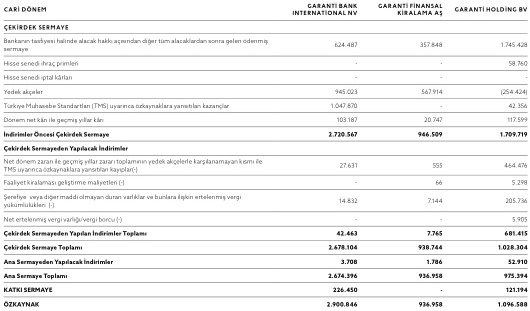 CARİ DÖNEM GARANTİ BANK INTERNATIONAL NV GARANTİ FİNANSAL KİRALAMA AŞ GARANTİ HOLDİNG BV
ÇEKİRDEK SERMAYE
Bankanın tasfiyesi halinde alacak hakkı açısından diğer tüm alacaklardan sonra gelen ödenmiş
sermaye 624.487 357.848 1.745.428
Hisse senedi ihraç primleri - - 58.760
Hisse senedi iptal kârları - - -
Yedek akçeler 945.023 567.914 (254.424)
Türkiye Muhasebe Standartları (TMS) uyarınca özkaynaklara yansıtılan kazançlar 1.047.870 - 42.356
Dönem net kârı ile geçmiş yıllar kârı 103.187 20.747 117.599
İndirimler Öncesi Çekirdek Sermaye 2.720.567 946.509 1.709.719
Çekirdek Sermayeden Yapılacak İndirimler
Net dönem zararı ile geçmiş yıllar zararı toplamının yedek akçelerle karşılanamayan kısmı ile
TMS uyarınca özkaynaklara yansıtılan kayıplar(-) 27.631 555 464.476
Faaliyet kiralaması geliştirme maliyetleri (-) - 66 5.298
Şerefiye veya diğer maddi olmayan duran varlıklar ve bunlara ilişkin ertelenmiş vergi
yükümlülükleri (-) 14.832 7.144 205.736
Net ertelenmiş vergi varlığı/vergi borcu (-) - - 5.905
Çekirdek Sermayeden Yapılan İndirimler Toplamı 42.463 7.765 681.415
Çekirdek Sermaye Toplamı 2.678.104 938.744 1.028.304
Ana Sermayeden Yapılacak İndirimler 3.708 1.786 52.910
Ana Sermaye Toplamı 2.674.396 936.958 975.394
KATKI SERMAYE 226.450 - 121.194
ÖZKAYNAK 2.900.846 936.958 1.096.588